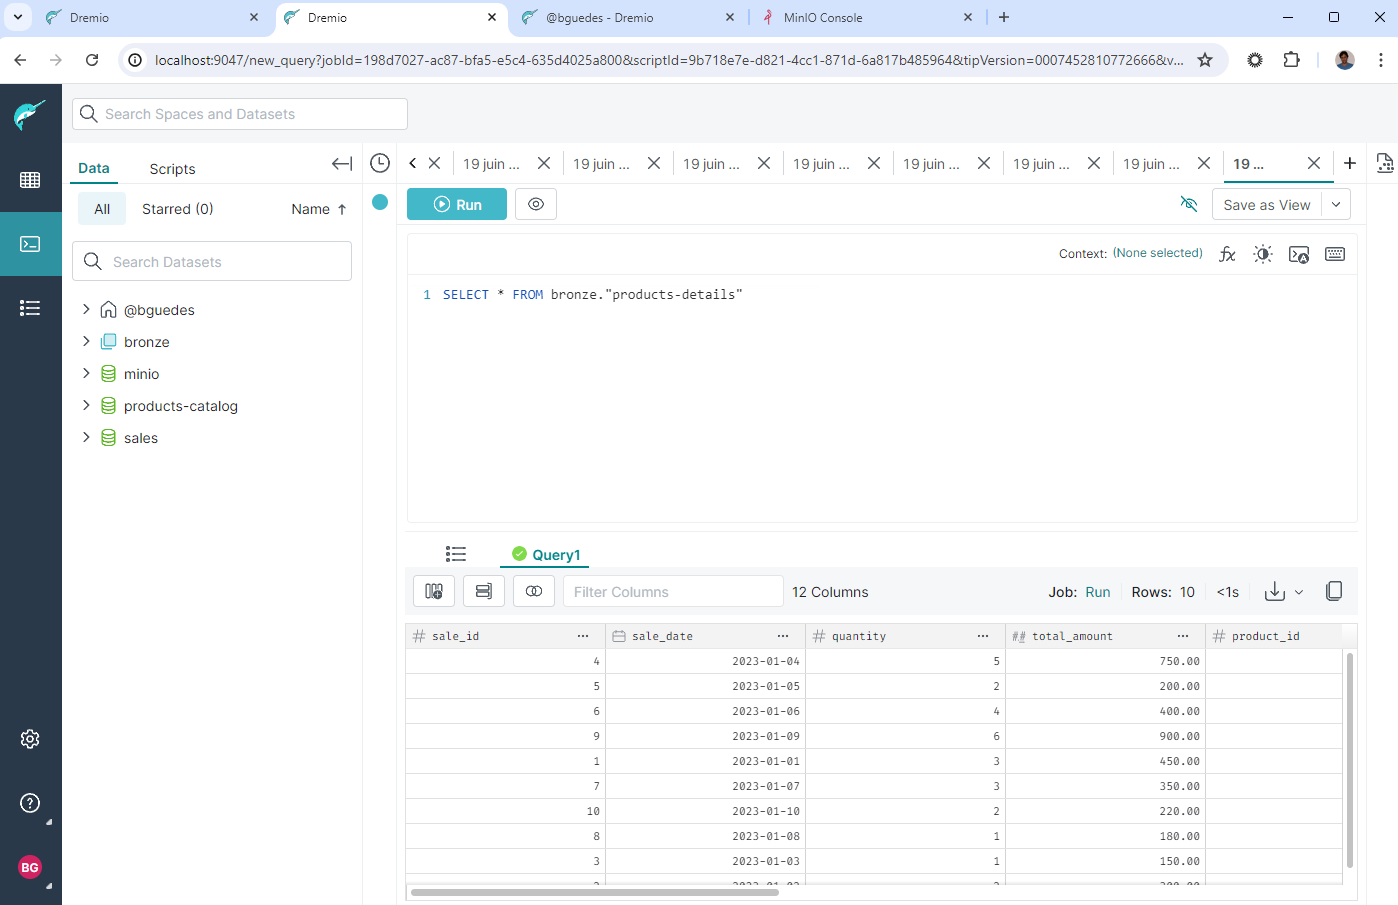 Dremio
Dremio
@bguedes - Dremio
MinIO Console
localhost:9047/new_query?jobId=198d7027-ac87-bfa5-e5c4-635d4025a800&scriptId=9b718e7e-d821-4cc1-871d-6a817b485964&tipVersion=0007452810772666&v...
Search Spaces and Datasets
Data
Scripts
19 juin ...
19 juin ...
19 juin ...
19 juin ...
19 juin ...
19 juin ...
19 juin ...
19 ...
All
Starred (0)
Name
Run
Save as View
Search Datasets
Context: (None selected)
1 SELECT * FROM bronze."products-details"
@bguedes
bronze
minio
products-catalog
sales
Query1
Filter Columns
12 Columns
Job: Run
Rows: 10
<1s
# sale_id ... sale_date ... # quantity ... ## total_amount ... # product_id
4 2023-01-04 5 750.00
5 2023-01-05 2 200.00
6 2023-01-06 4 400.00
9 2023-01-09 6 900.00
1 2023-01-01 3 450.00
7 2023-01-07 3 350.00
10 2023-01-10 2 220.00
8 2023-01-08 1 180.00
3 2023-01-03 1 150.00
BG